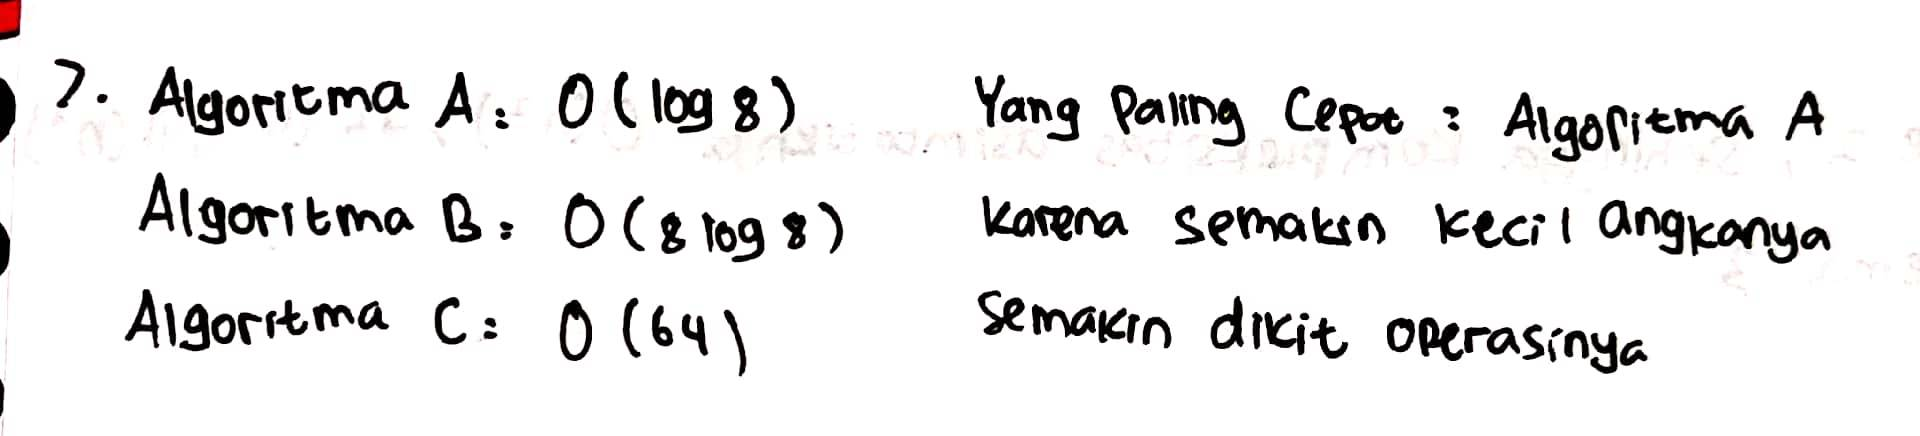 7. Algoritma A : O ( log 8 )
Algoritma B : O ( 8 log 8 )
Algoritma C : O ( 64 )
Yang Paling Cepat : Algoritma A
karena semakin kecil angkanya
semakin dikit operasinya